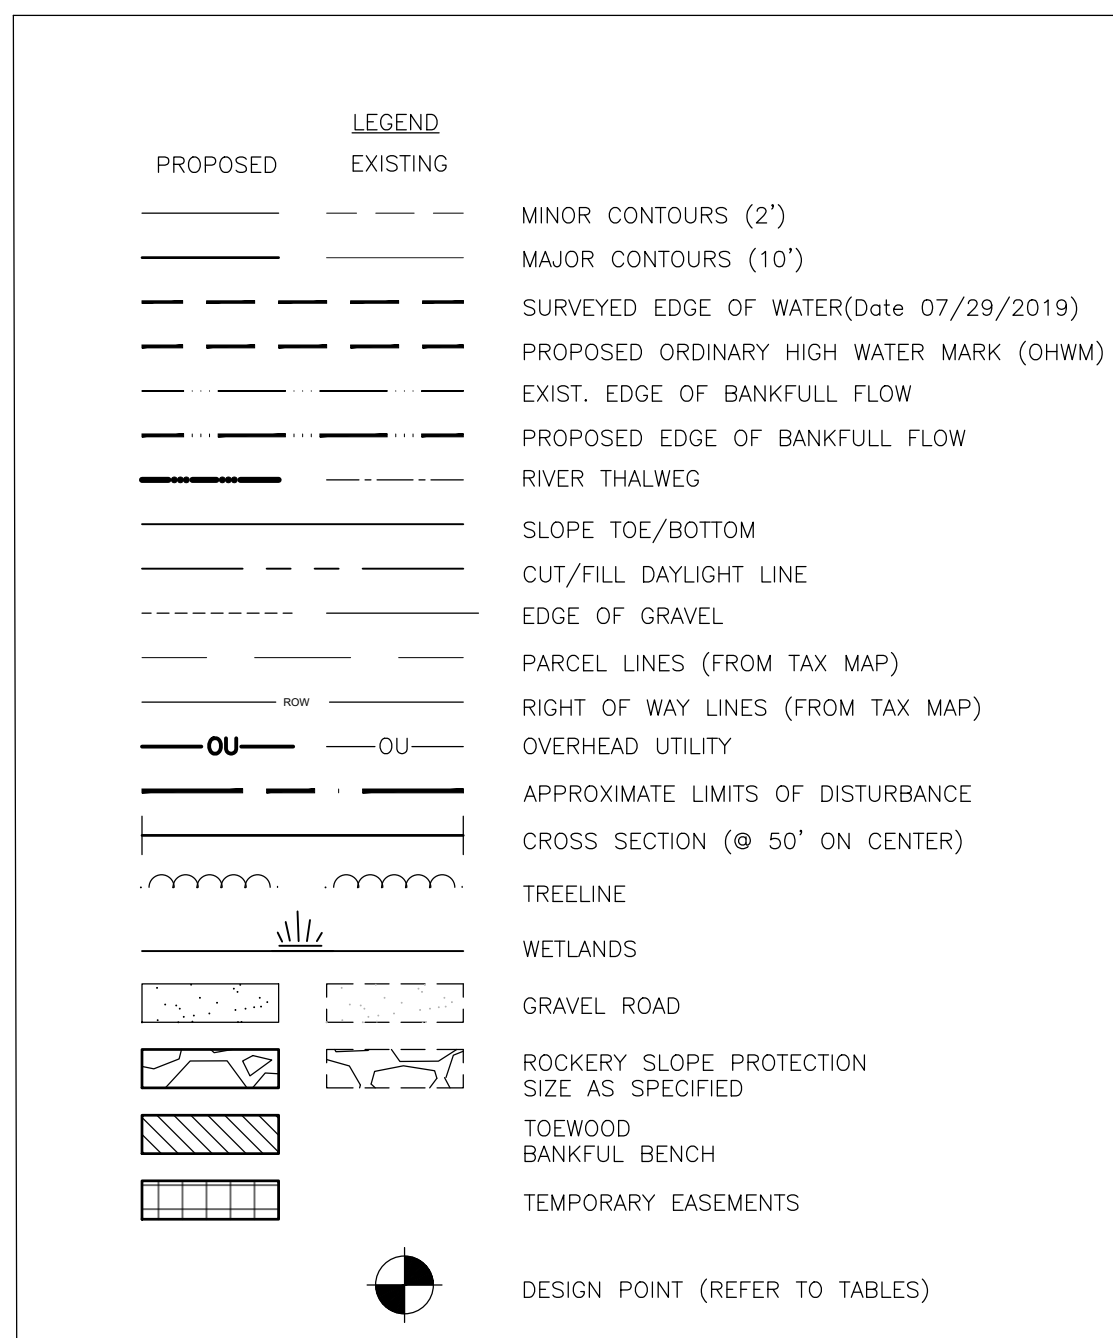 LEGEND
PROPOSED EXISTING
MINOR CONTOURS (2')
MAJOR CONTOURS (10')
SURVEYED EDGE OF WATER(Date 07/29/2019)
PROPOSED ORDINARY HIGH WATER MARK (OHWM)
EXIST. EDGE OF BANKFULL FLOW
PROPOSED EDGE OF BANKFULL FLOW
RIVER THALWEG
SLOPE TOE/BOTTOM
CUT/FILL DAYLIGHT LINE
EDGE OF GRAVEL
PARCEL LINES (FROM TAX MAP)
ROW RIGHT OF WAY LINES (FROM TAX MAP)
OU OU OVERHEAD UTILITY
APPROXIMATE LIMITS OF DISTURBANCE
CROSS SECTION (@ 50' ON CENTER)
TREELINE
WETLANDS
GRAVEL ROAD
ROCKERY SLOPE PROTECTION
SIZE AS SPECIFIED
TOEWOOD
BANKFUL BENCH
TEMPORARY EASEMENTS
DESIGN POINT (REFER TO TABLES)